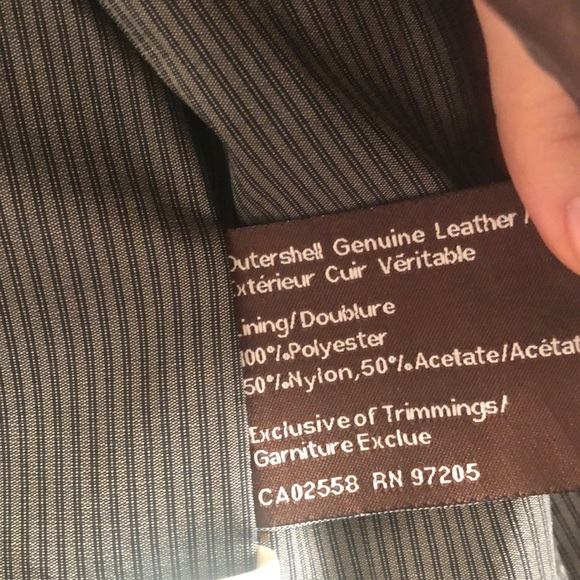 Outershell Genuine Leather/
Extérieur Cuir Véritable
Lining/Doublure
100%Polyester
50%Nylon,50%Acetate/Acétat
Exclusive of Trimmings/
Garniture Exclue
CA02558 RN 97205